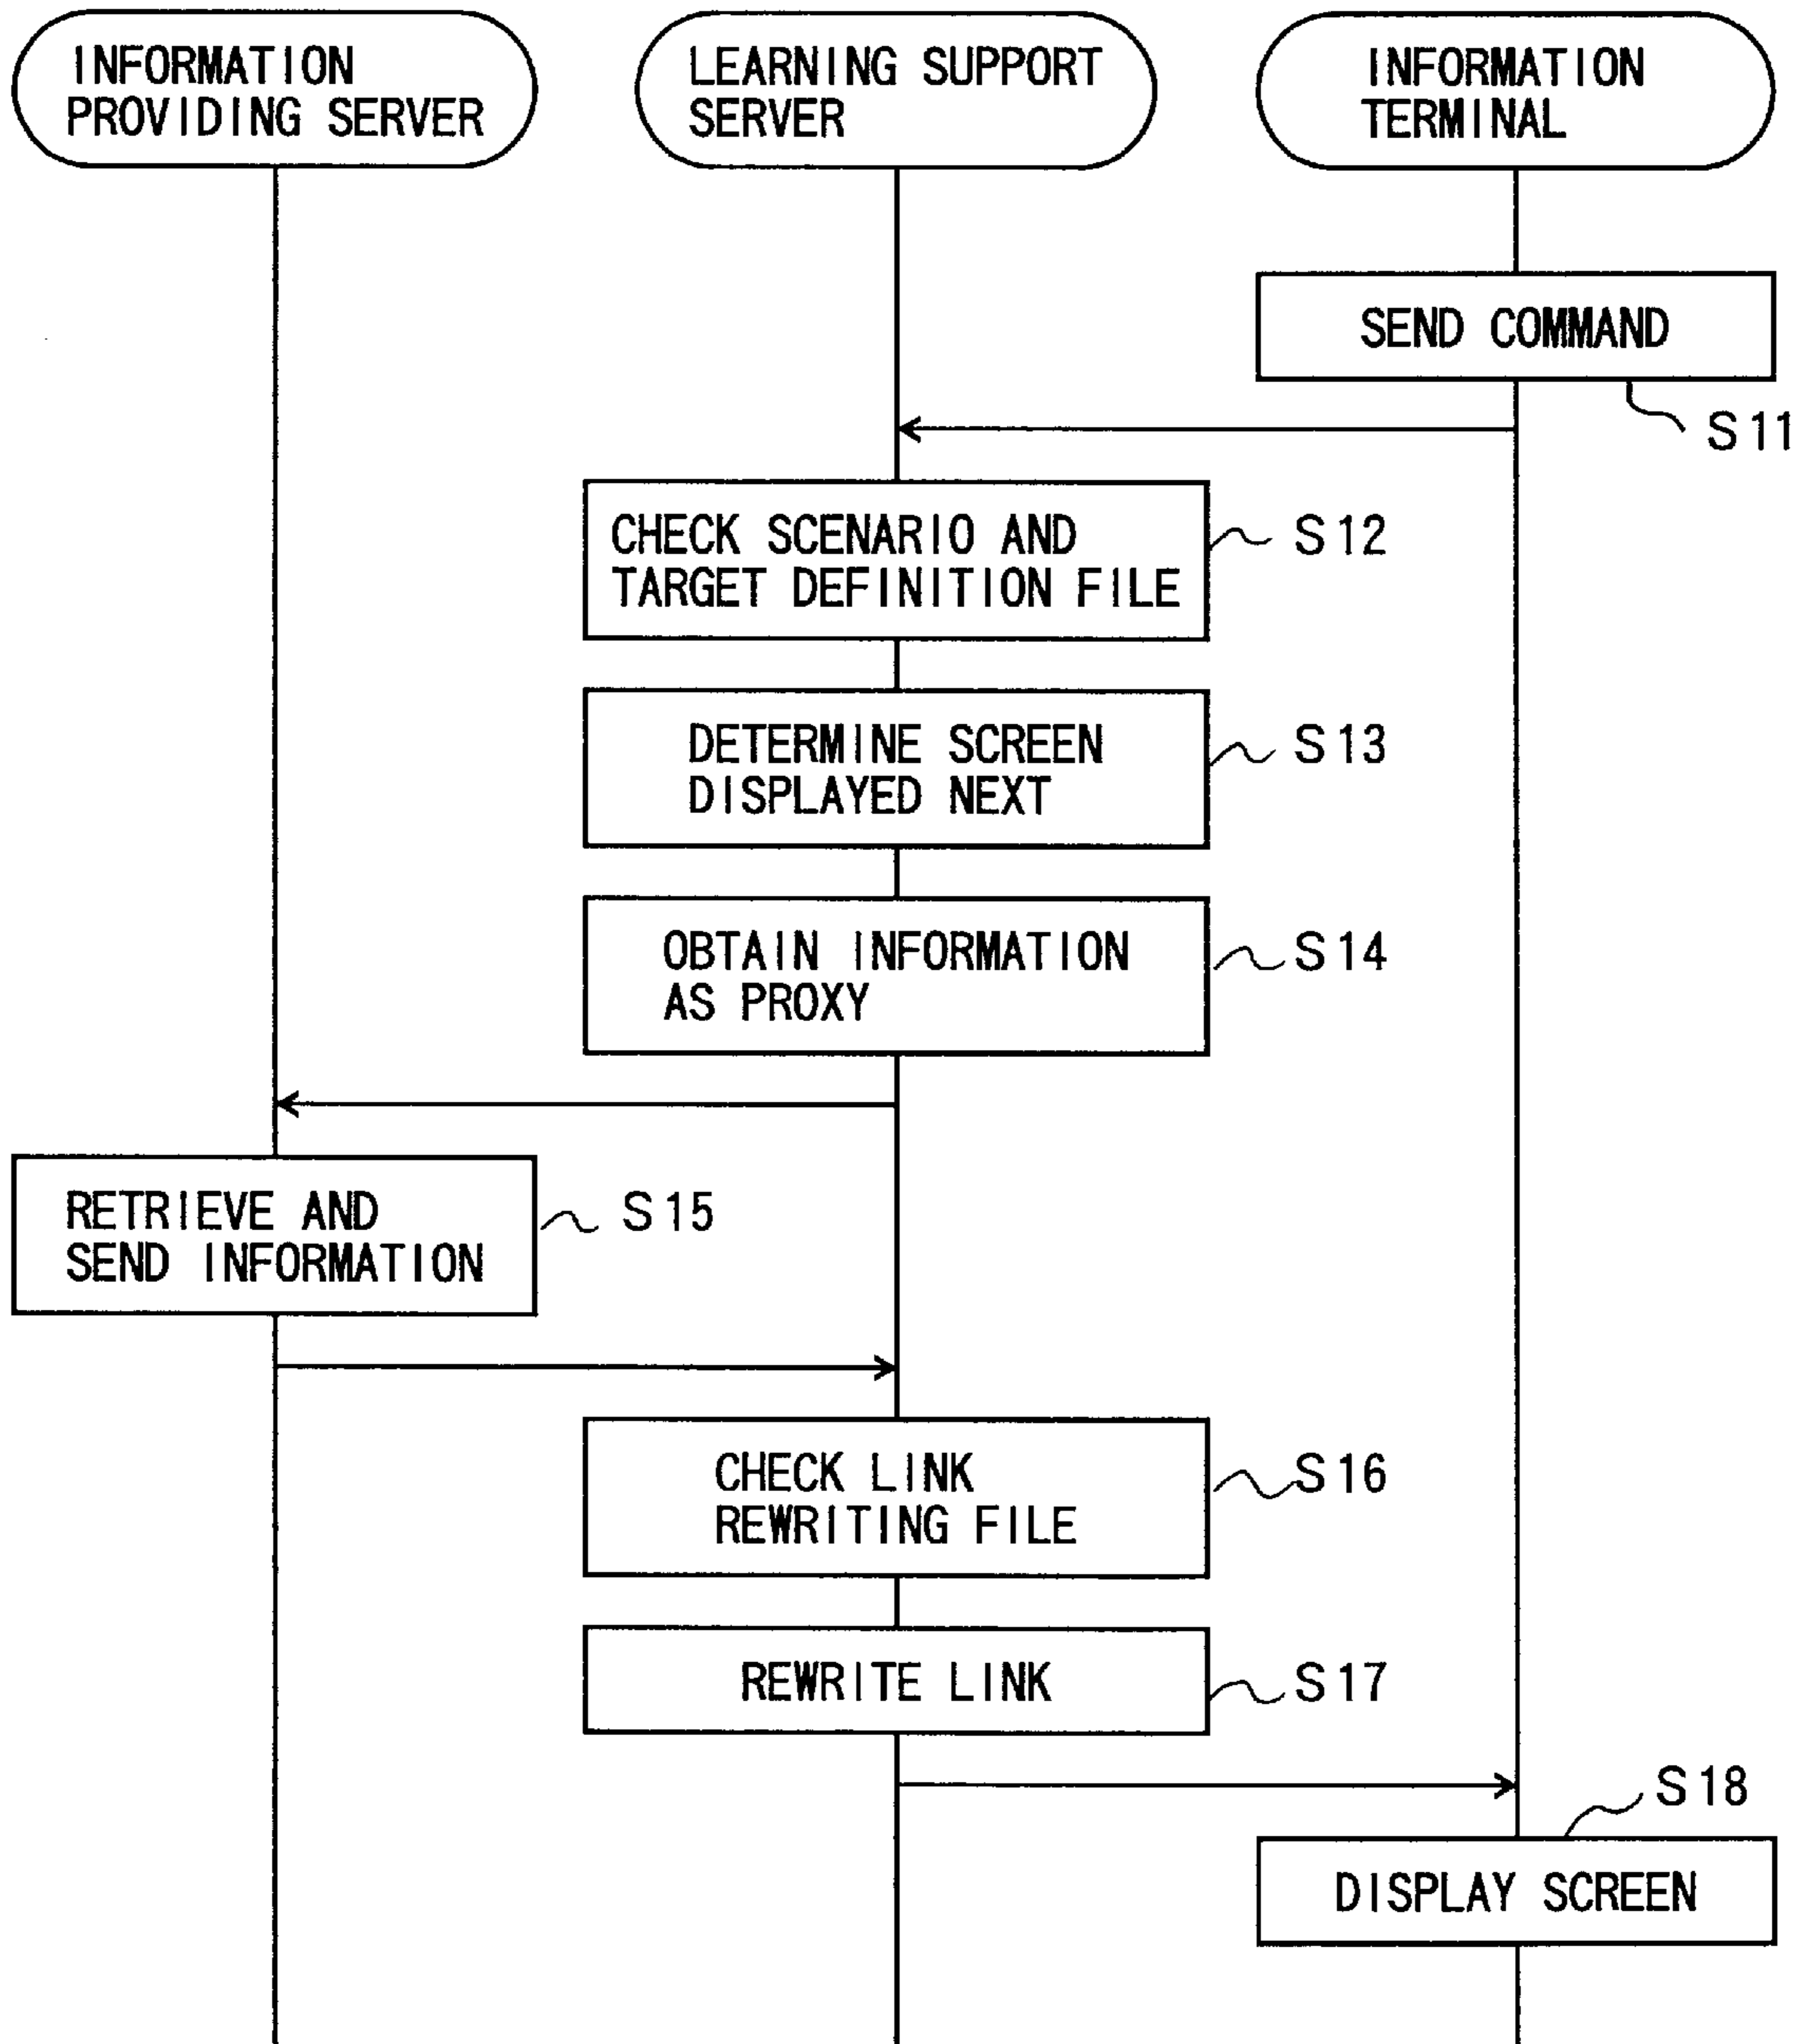 INFORMATION
PROVIDING SERVER
LEARNING SUPPORT
SERVER
INFORMATION
TERMINAL
SEND COMMAND
S11
CHECK SCENARIO AND
TARGET DEFINITION FILE
S12
DETERMINE SCREEN
DISPLAYED NEXT
S13
OBTAIN INFORMATION
AS PROXY
S14
RETRIEVE AND
SEND INFORMATION
S15
CHECK LINK
REWRITING FILE
S16
REWRITE LINK
S17
S18
DISPLAY SCREEN